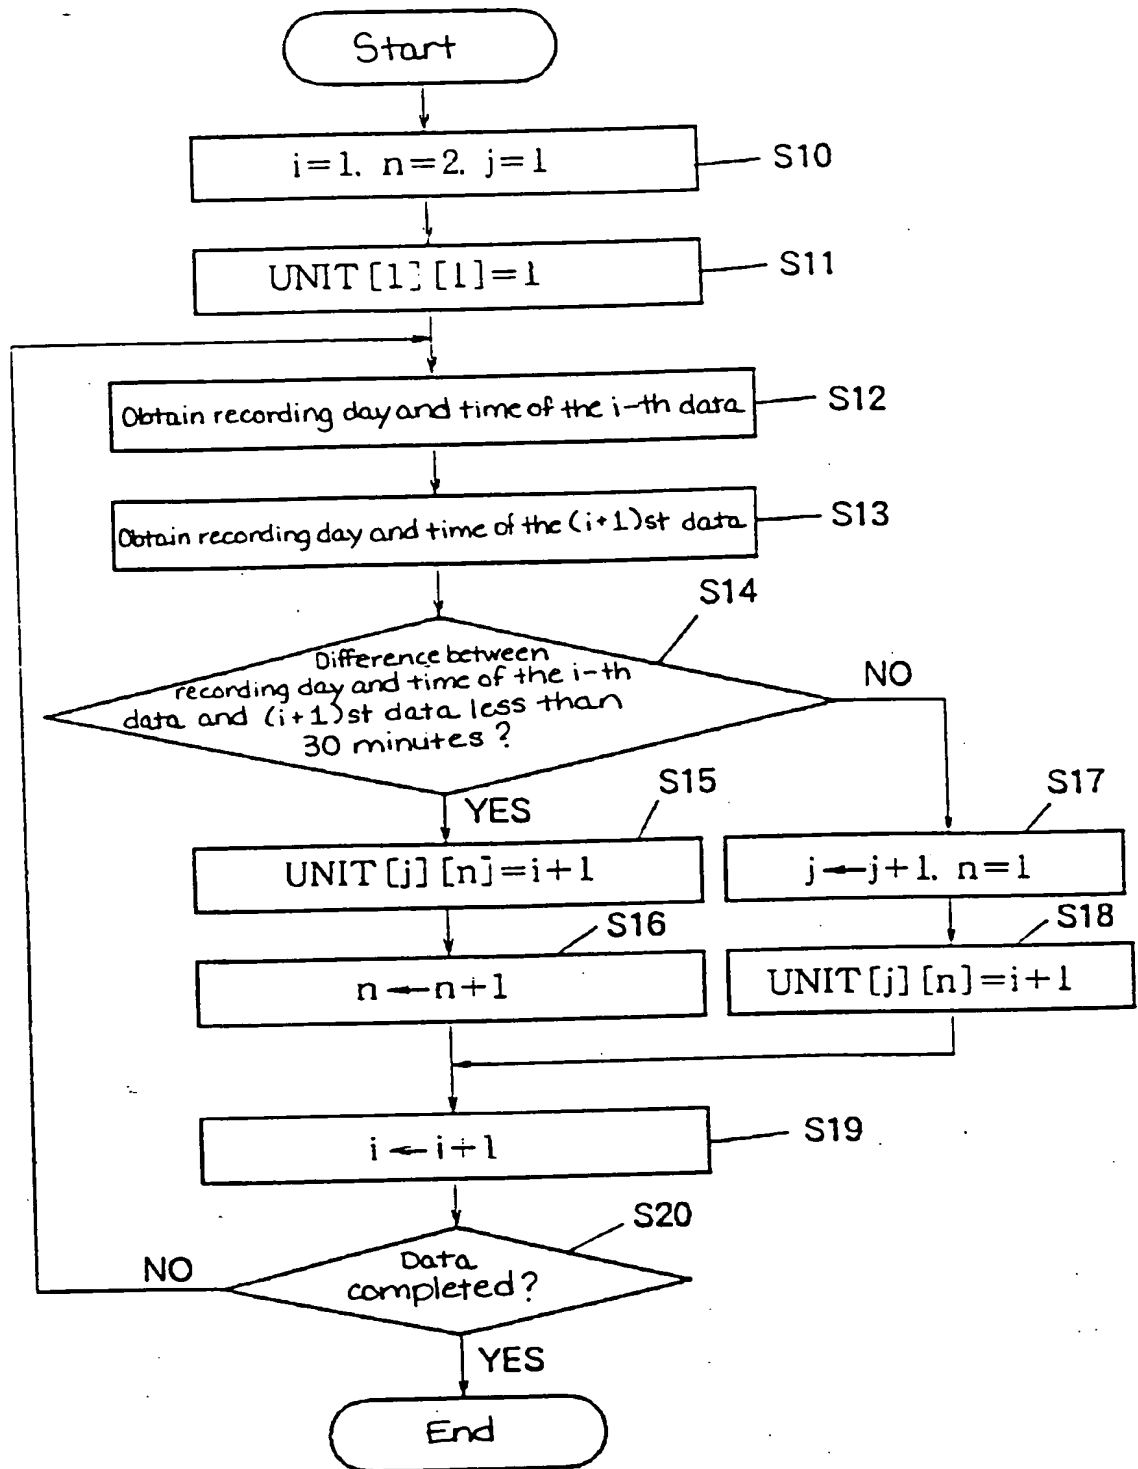 Start
i=1. n=2. j=1
S10
UNIT[1][1]=1
S11
Obtain recording day and time of the i-th data
S12
Obtain recording day and time of the (i+1)st data
S13
S14
Difference between
recording day and time of the i-th
data and (i+1)st data less than
30 minutes?
NO
YES
S15
UNIT[j][n]=i+1
S17
j←j+1. n=1
S16
n←n+1
S18
UNIT[j][n]=i+1
i←i+1
S19
S20
Data
completed?
NO
YES
End